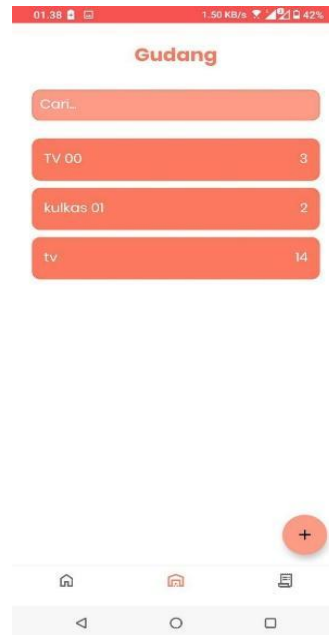 01.38 1.50 KB/s 42%
Gudang
Cari...
TV 00 3
kulkas 01 2
tv 14
+